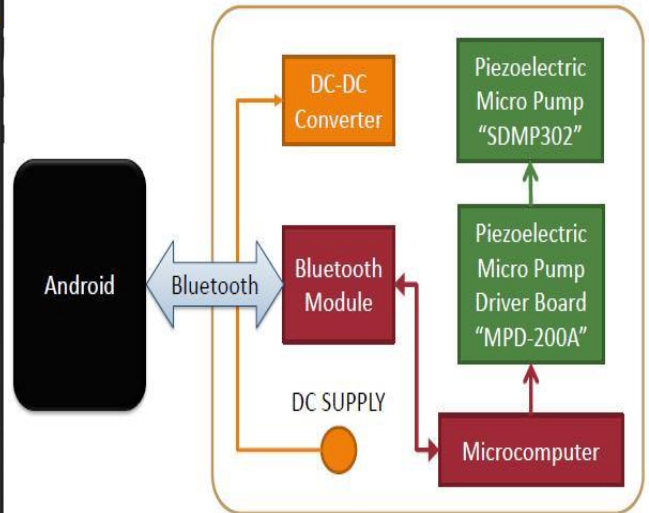 DC-DC
Converter
Piezoelectric
Micro Pump
“SDMP302”
Android
Bluetooth
Bluetooth
Module
Piezoelectric
Micro Pump
Driver Board
“MPD-200A”
DC SUPPLY
Microcomputer